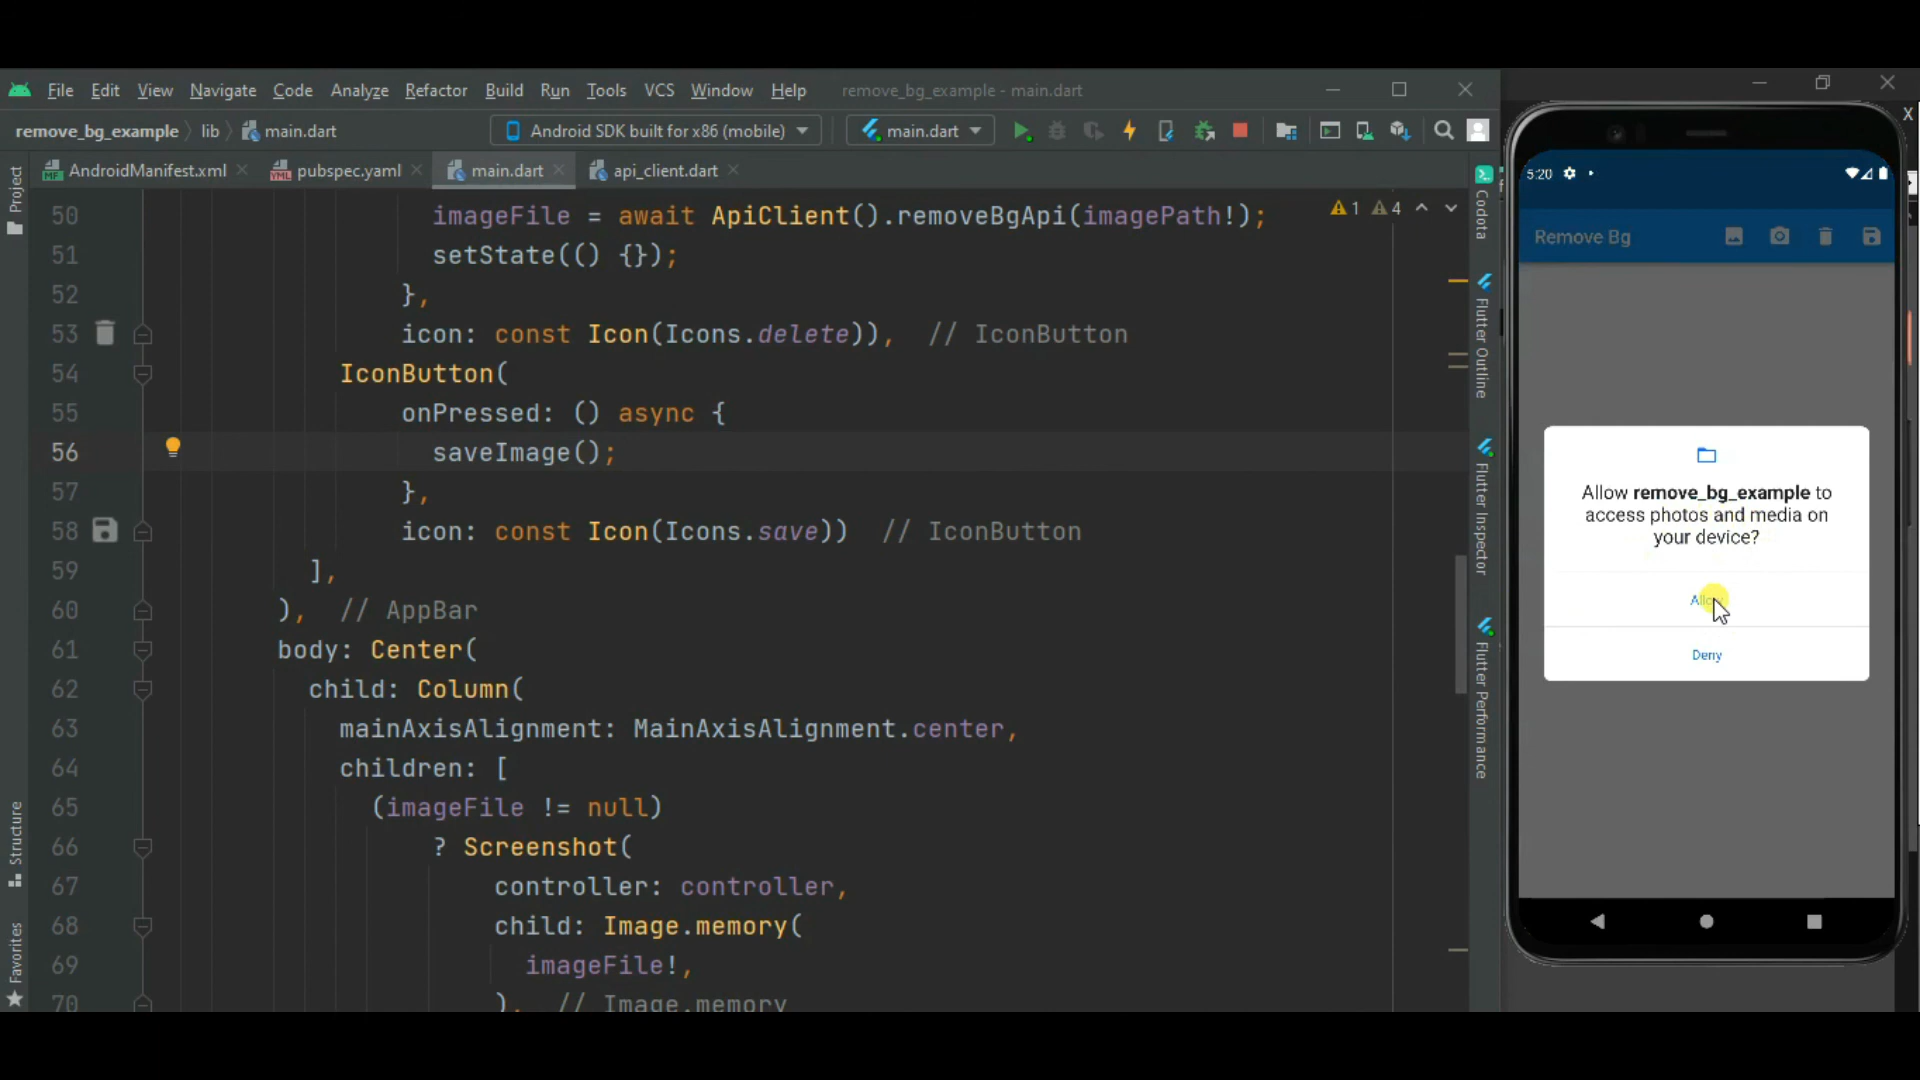 File Edit View Navigate Code Analyze Refactor Build Run Tools VCS Window Help remove_bg_example - main.dart
remove_bg_example lib main.dart Android SDK built for x86 (mobile) main.dart
AndroidManifest.xml pubspec.yaml main.dart api_client.dart
Project
Structure
Favorites
50 imageFile = await ApiClient().removeBgApi(imagePath!);
1 4
51 setState(() {});
52 },
53 icon: const Icon(Icons.delete)), // IconButton
54 IconButton(
55 onPressed: () async {
56 saveImage();
57 },
58 icon: const Icon(Icons.save)) // IconButton
59 ],
60 ), // AppBar
61 body: Center(
62 child: Column(
63 mainAxisAlignment: MainAxisAlignment.center,
64 children: [
65 (imageFile != null)
66 ? Screenshot(
67 controller: controller,
68 child: Image.memory(
69 imageFile!,
70 ), // Image.memory
Codota
Flutter Outline
Flutter Inspector
Flutter Performance
5:20
Remove Bg
Allow remove_bg_example to
access photos and media on
your device?
Allow
Deny